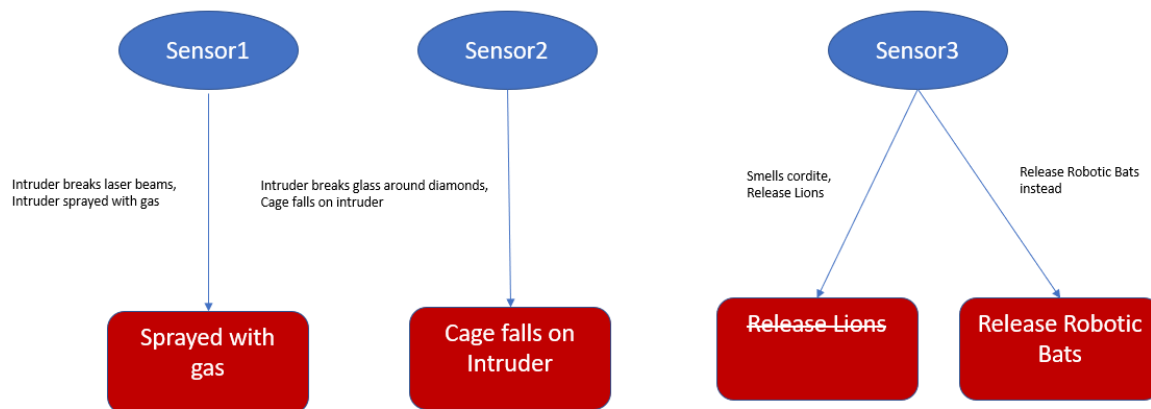 Sensor1
Sensor2
Sensor3
Intruder breaks laser beams,
Intruder sprayed with gas
Intruder breaks glass around diamonds,
Cage falls on intruder
Smells cordite,
Release Lions
Release Robotic Bats
instead
Sprayed with
gas
Cage falls on
Intruder
Release Lions
Release Robotic
Bats